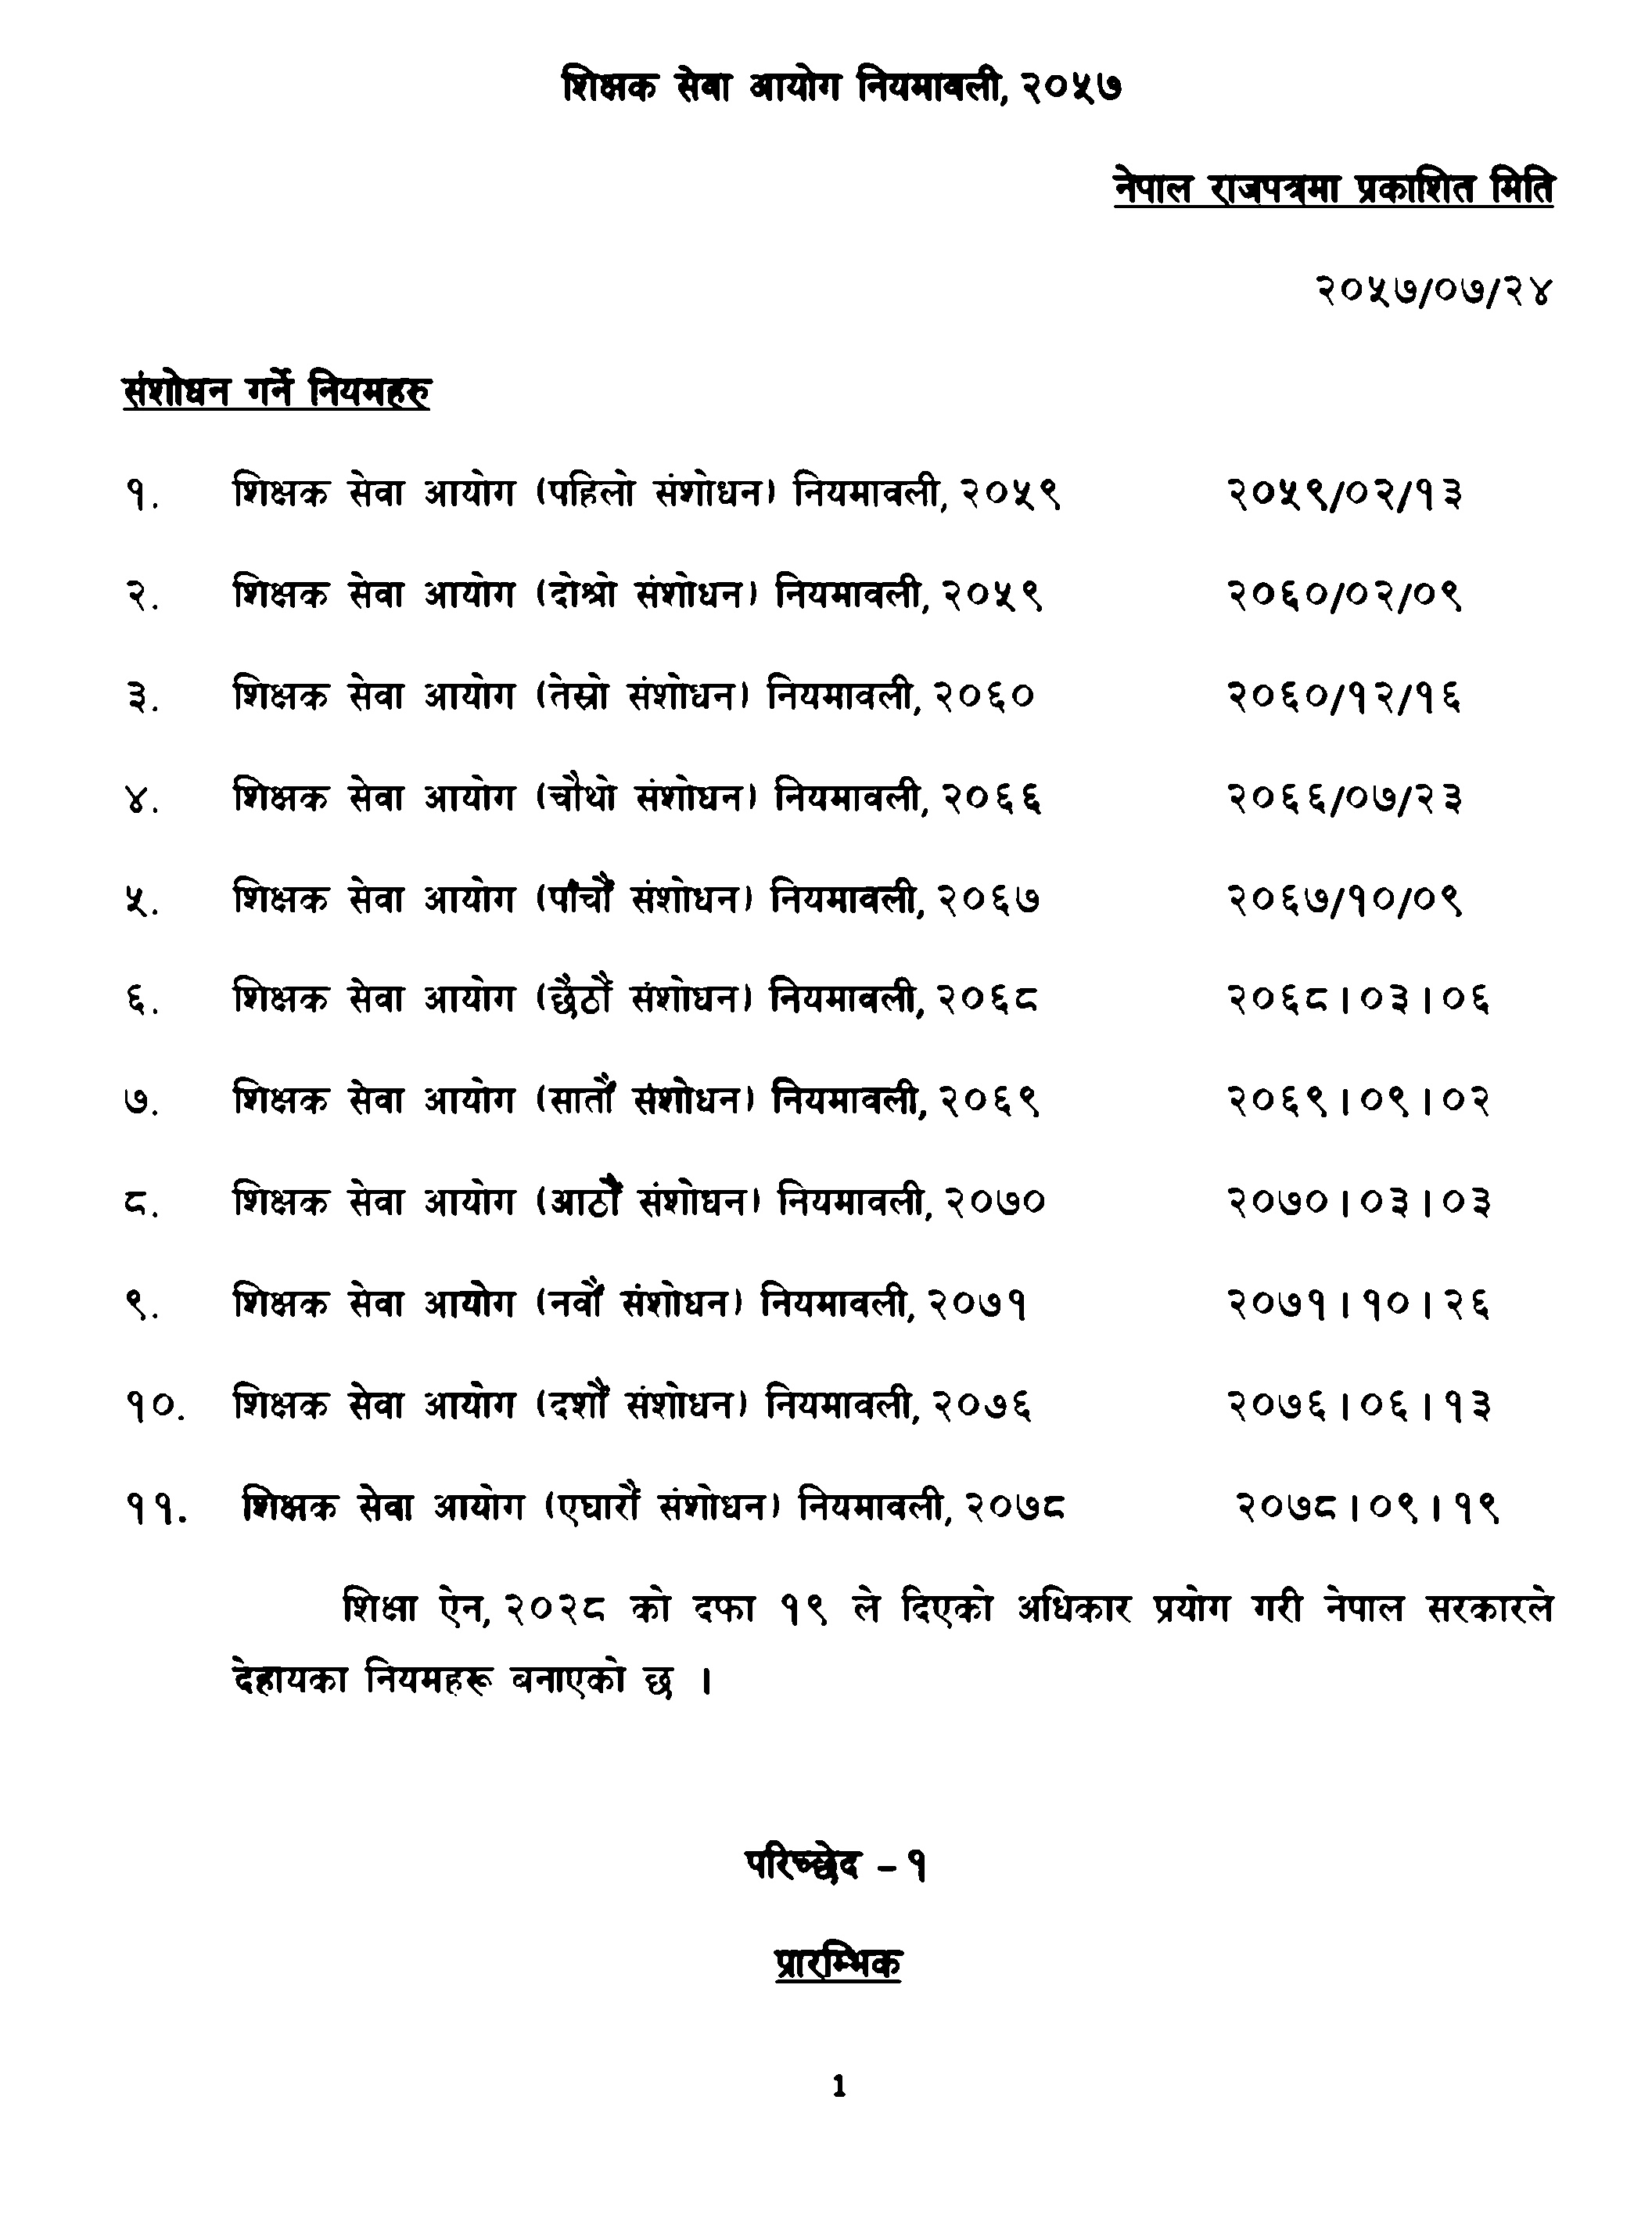 शिक्षक सेवा आयोग नियमावली, २०५७
नेपाल राजपत्रमा प्रकाशित मिति
२०५७/०७/२४
संशोधन गर्ने नियमहरु
१. शिक्षक सेवा आयोग (पहिलो संशोधन) नियमावली, २०५९ २०५९/०२/१३
२. शिक्षक सेवा आयोग (दोश्रो संशोधन) नियमावली, २०५९ २०६०/०२/०९
३. शिक्षक सेवा आयोग (तेस्रो संशोधन) नियमावली, २०६० २०६०/१२/१६
४. शिक्षक सेवा आयोग (चौथो संशोधन) नियमावली, २०६६ २०६६/०७/२३
५. शिक्षक सेवा आयोग (पांचौं संशोधन) नियमावली, २०६७ २०६७/१०/०९
६. शिक्षक सेवा आयोग (छैठौं संशोधन) नियमावली, २०६८ २०६८।०३।०६
७. शिक्षक सेवा आयोग (सातौं संशोधन) नियमावली, २०६९ २०६९।०९।०२
८. शिक्षक सेवा आयोग (आठौं संशोधन) नियमावली, २०७० २०७०।०३।०३
९. शिक्षक सेवा आयोग (नवौं संशोधन) नियमावली, २०७१ २०७१।१०।२६
१०. शिक्षक सेवा आयोग (दशौं संशोधन) नियमावली, २०७६ २०७६।०६।१३
११. शिक्षक सेवा आयोग (एघारौं संशोधन) नियमावली, २०७८ २०७८।०९।१९
शिक्षा ऐन, २०२८ को दफा १९ ले दिएको अधिकार प्रयोग गरी नेपाल सरकारले
देहायका नियमहरू बनाएको छ ।
परिच्छेद – १
प्रारम्भिक
1